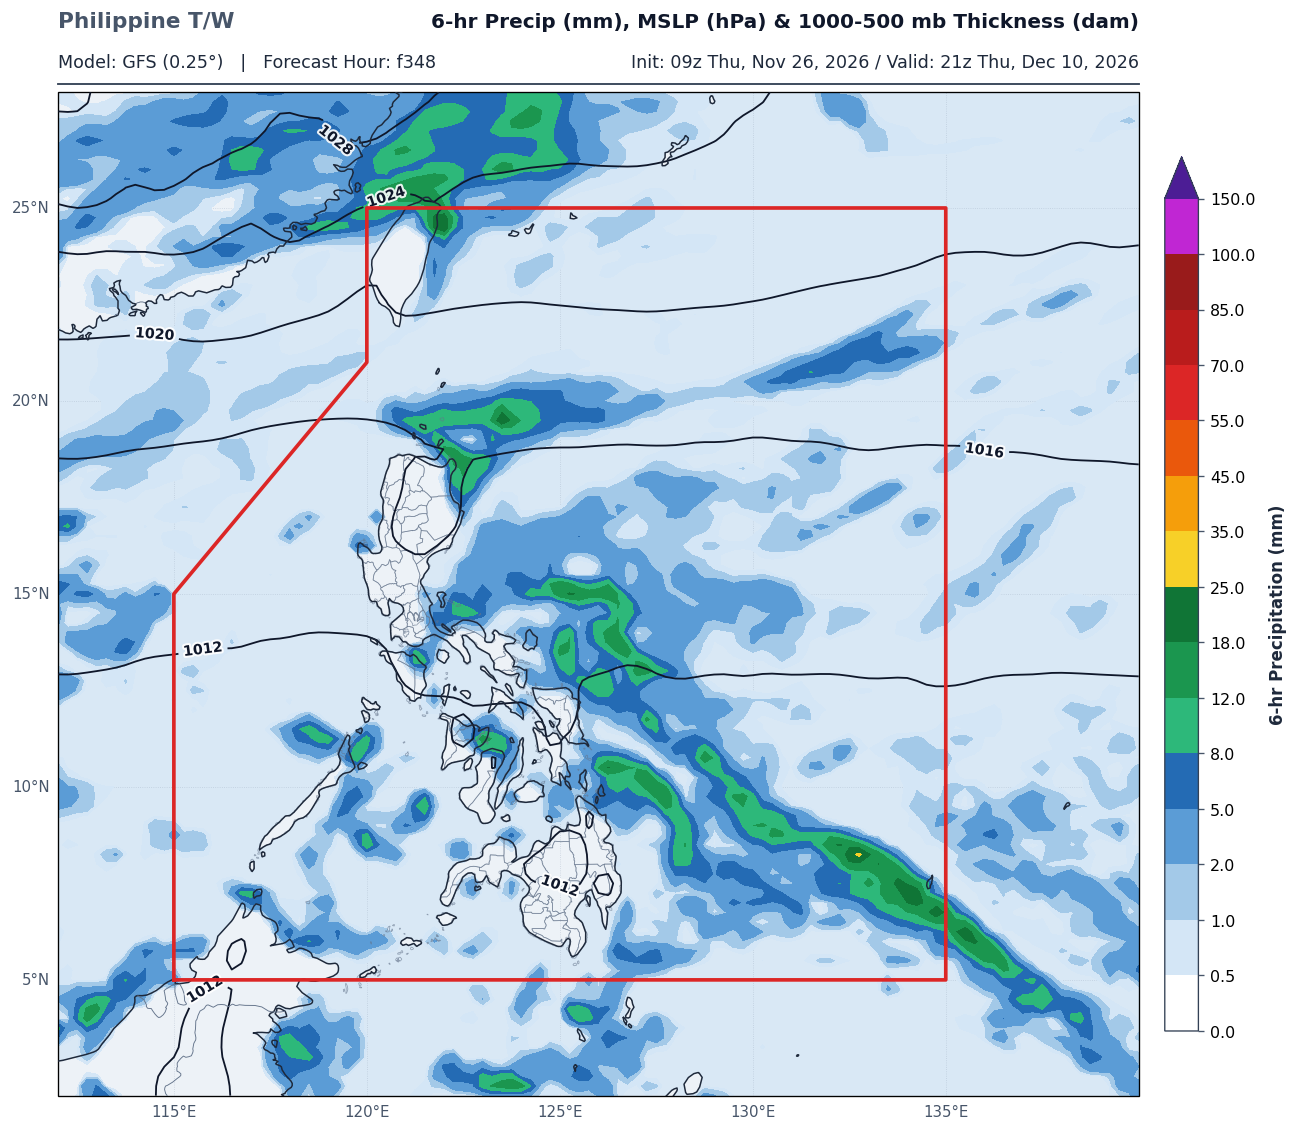 Philippine T/W
6-hr Precip (mm), MSLP (hPa) & 1000-500 mb Thickness (dam)
Model: GFS (0.25°) | Forecast Hour: f348
Init: 09z Thu, Nov 26, 2026 / Valid: 21z Thu, Dec 10, 2026
1028
1024
1020
1016
1012
1012
1012
25°N
20°N
15°N
10°N
5°N
115°E
120°E
125°E
130°E
135°E
150.0
100.0
85.0
70.0
55.0
45.0
35.0
25.0
18.0
12.0
8.0
5.0
2.0
1.0
0.5
0.0
6-hr Precipitation (mm)